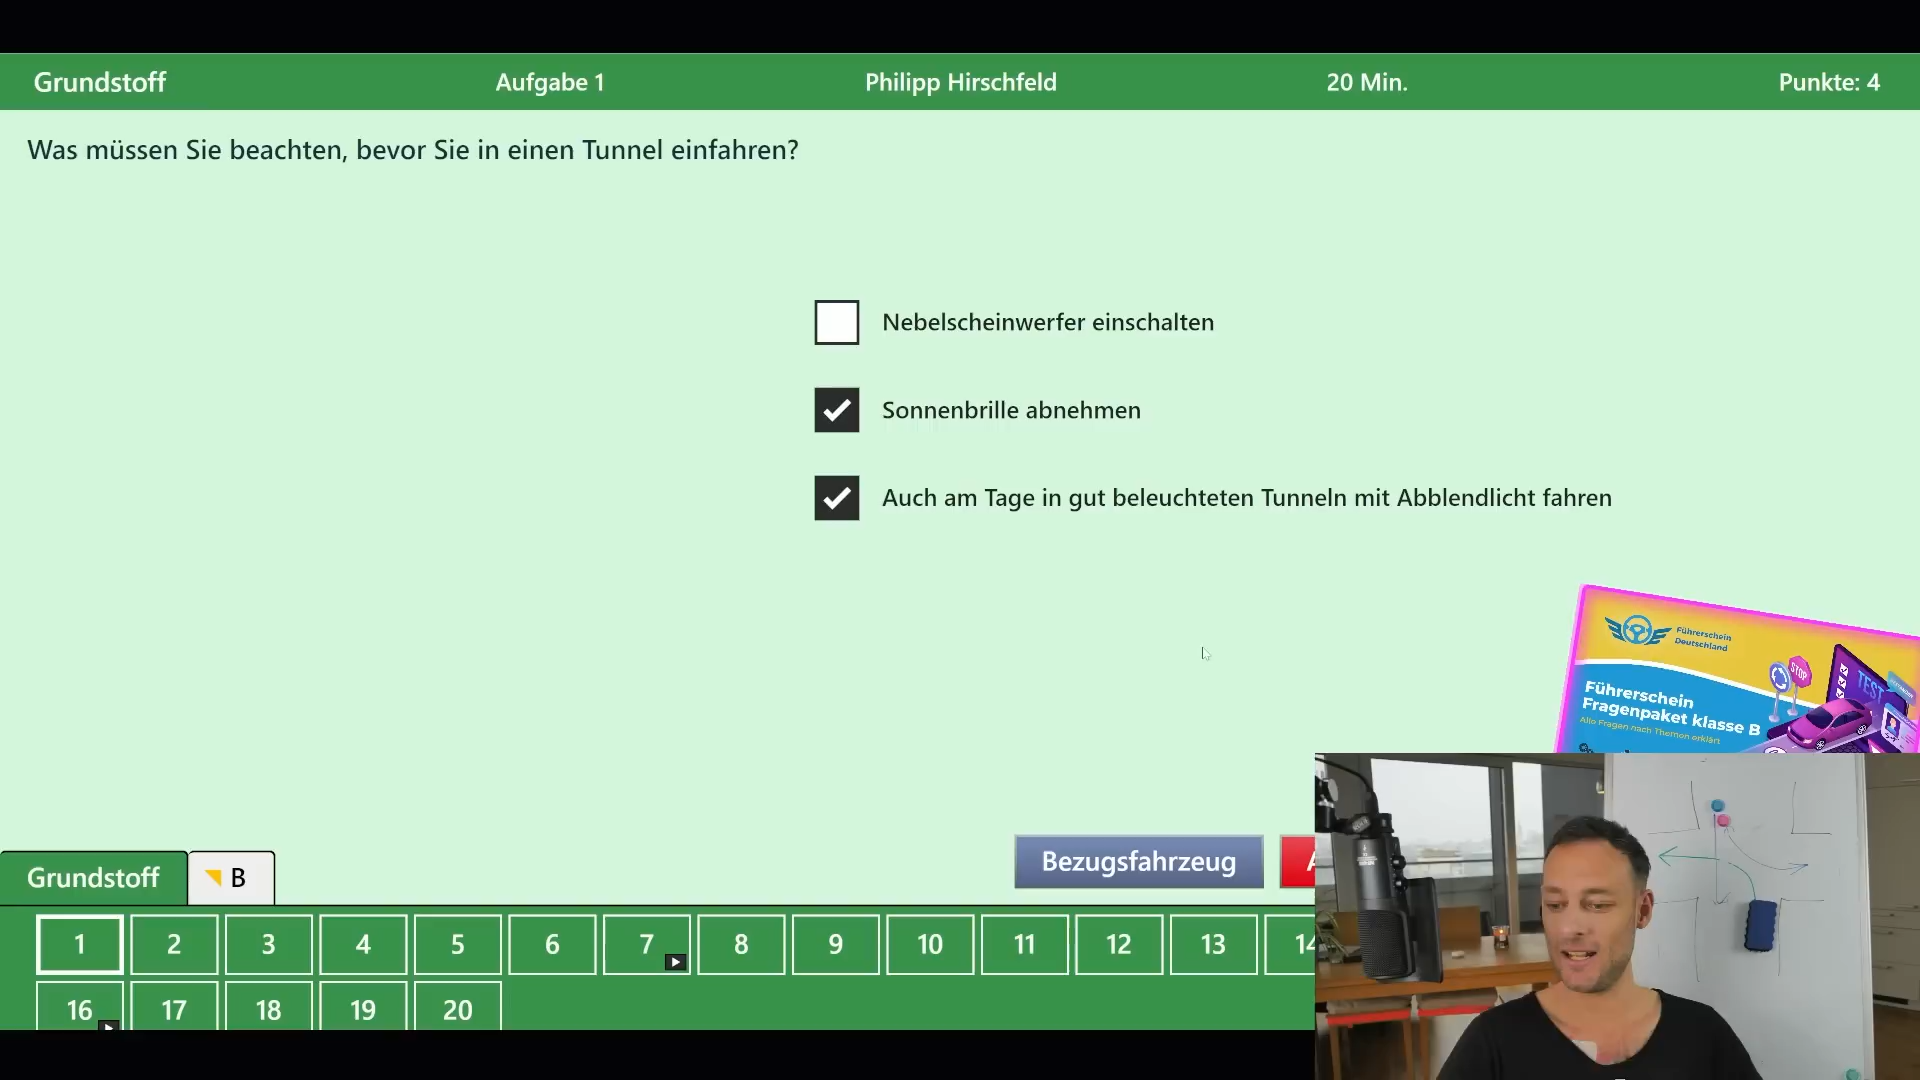 Grundstoff Aufgabe 1 Philipp Hirschfeld 20 Min. Punkte: 4
Was müssen Sie beachten, bevor Sie in einen Tunnel einfahren?
Nebelscheinwerfer einschalten
Sonnenbrille abnehmen
Auch am Tage in gut beleuchteten Tunneln mit Abblendlicht fahren
Führerschein
Deutschland
STOP
TEST
Führerschein
Fragenpaket klasse B
Alle Fragen nach Themen erklärt
Bezugsfahrzeug
Grundstoff B
1 2 3 4 5 6 7 8 9 10 11 12 13 14
16 17 18 19 20